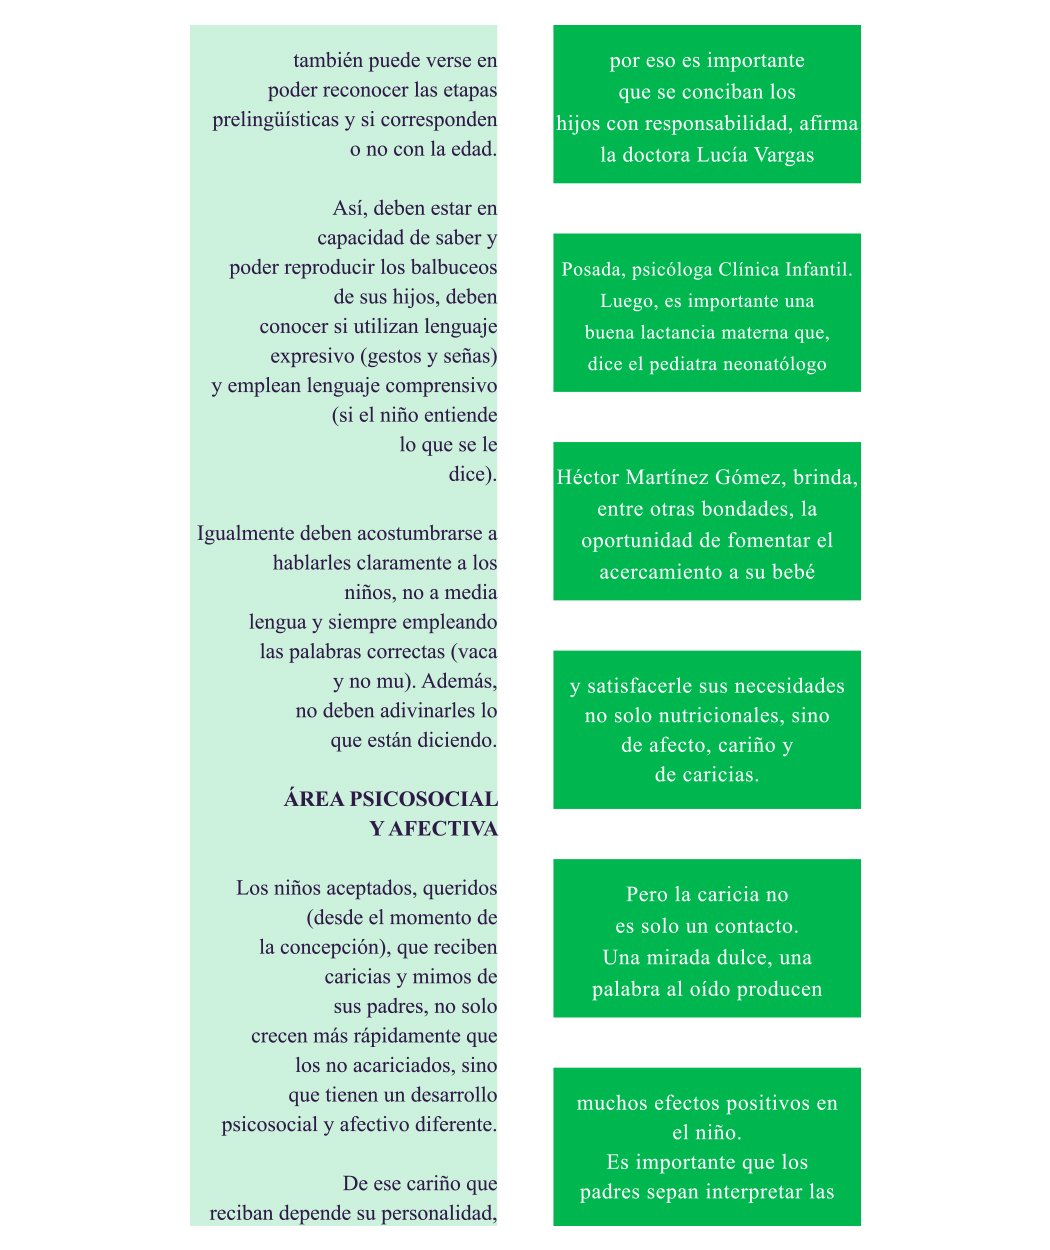 también puede verse en
poder reconocer las etapas
prelingüísticas y si corresponden
o no con la edad.
Así, deben estar en
capacidad de saber y
poder reproducir los balbuceos
de sus hijos, deben
conocer si utilizan lenguaje
expresivo (gestos y señas)
y emplean lenguaje comprensivo
(si el niño entiende
lo que se le
dice).
Igualmente deben acostumbrarse a
hablarles claramente a los
niños, no a media
lengua y siempre empleando
las palabras correctas (vaca
y no mu). Además,
no deben adivinarles lo
que están diciendo.
ÁREA PSICOSOCIAL
Y AFECTIVA
Los niños aceptados, queridos
(desde el momento de
la concepción), que reciben
caricias y mimos de
sus padres, no solo
crecen más rápidamente que
los no acariciados, sino
que tienen un desarrollo
psicosocial y afectivo diferente.
De ese cariño que
reciban depende su personalidad,
por eso es importante
que se conciban los
hijos con responsabilidad, afirma
la doctora Lucía Vargas
Posada, psicóloga Clínica Infantil.
Luego, es importante una
buena lactancia materna que,
dice el pediatra neonatólogo
Héctor Martínez Gómez, brinda,
entre otras bondades, la
oportunidad de fomentar el
acercamiento a su bebé
y satisfacerle sus necesidades
no solo nutricionales, sino
de afecto, cariño y
de caricias.
Pero la caricia no
es solo un contacto.
Una mirada dulce, una
palabra al oído producen
muchos efectos positivos en
el niño.
Es importante que los
padres sepan interpretar las